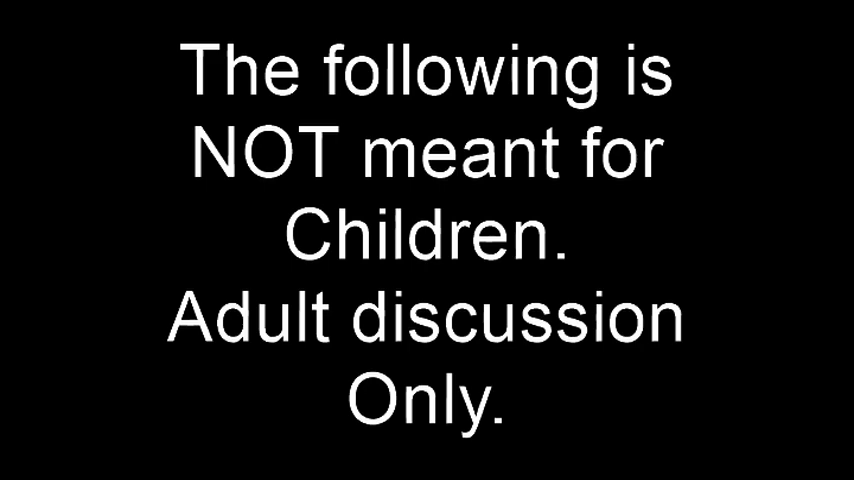 The following is
NOT meant for
Children.
Adult discussion
Only.